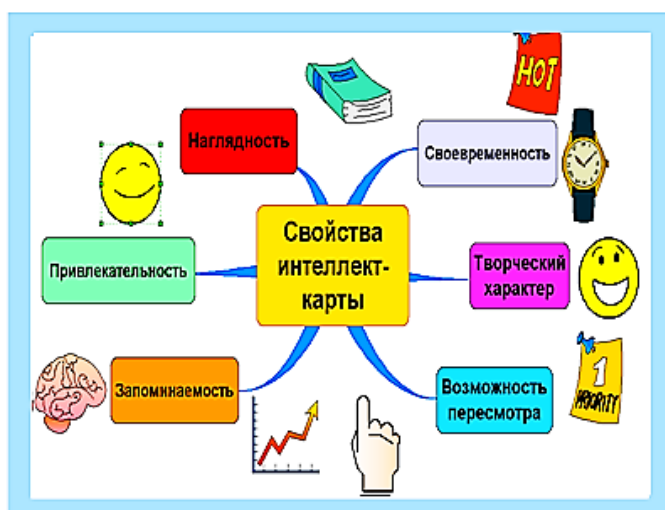 HOT
Наглядность
Своевременность
Свойства
интеллект-
карты
Привлекательность
Творческий
характер
Запоминаемость
Возможность
пересмотра
1
PRIORITY